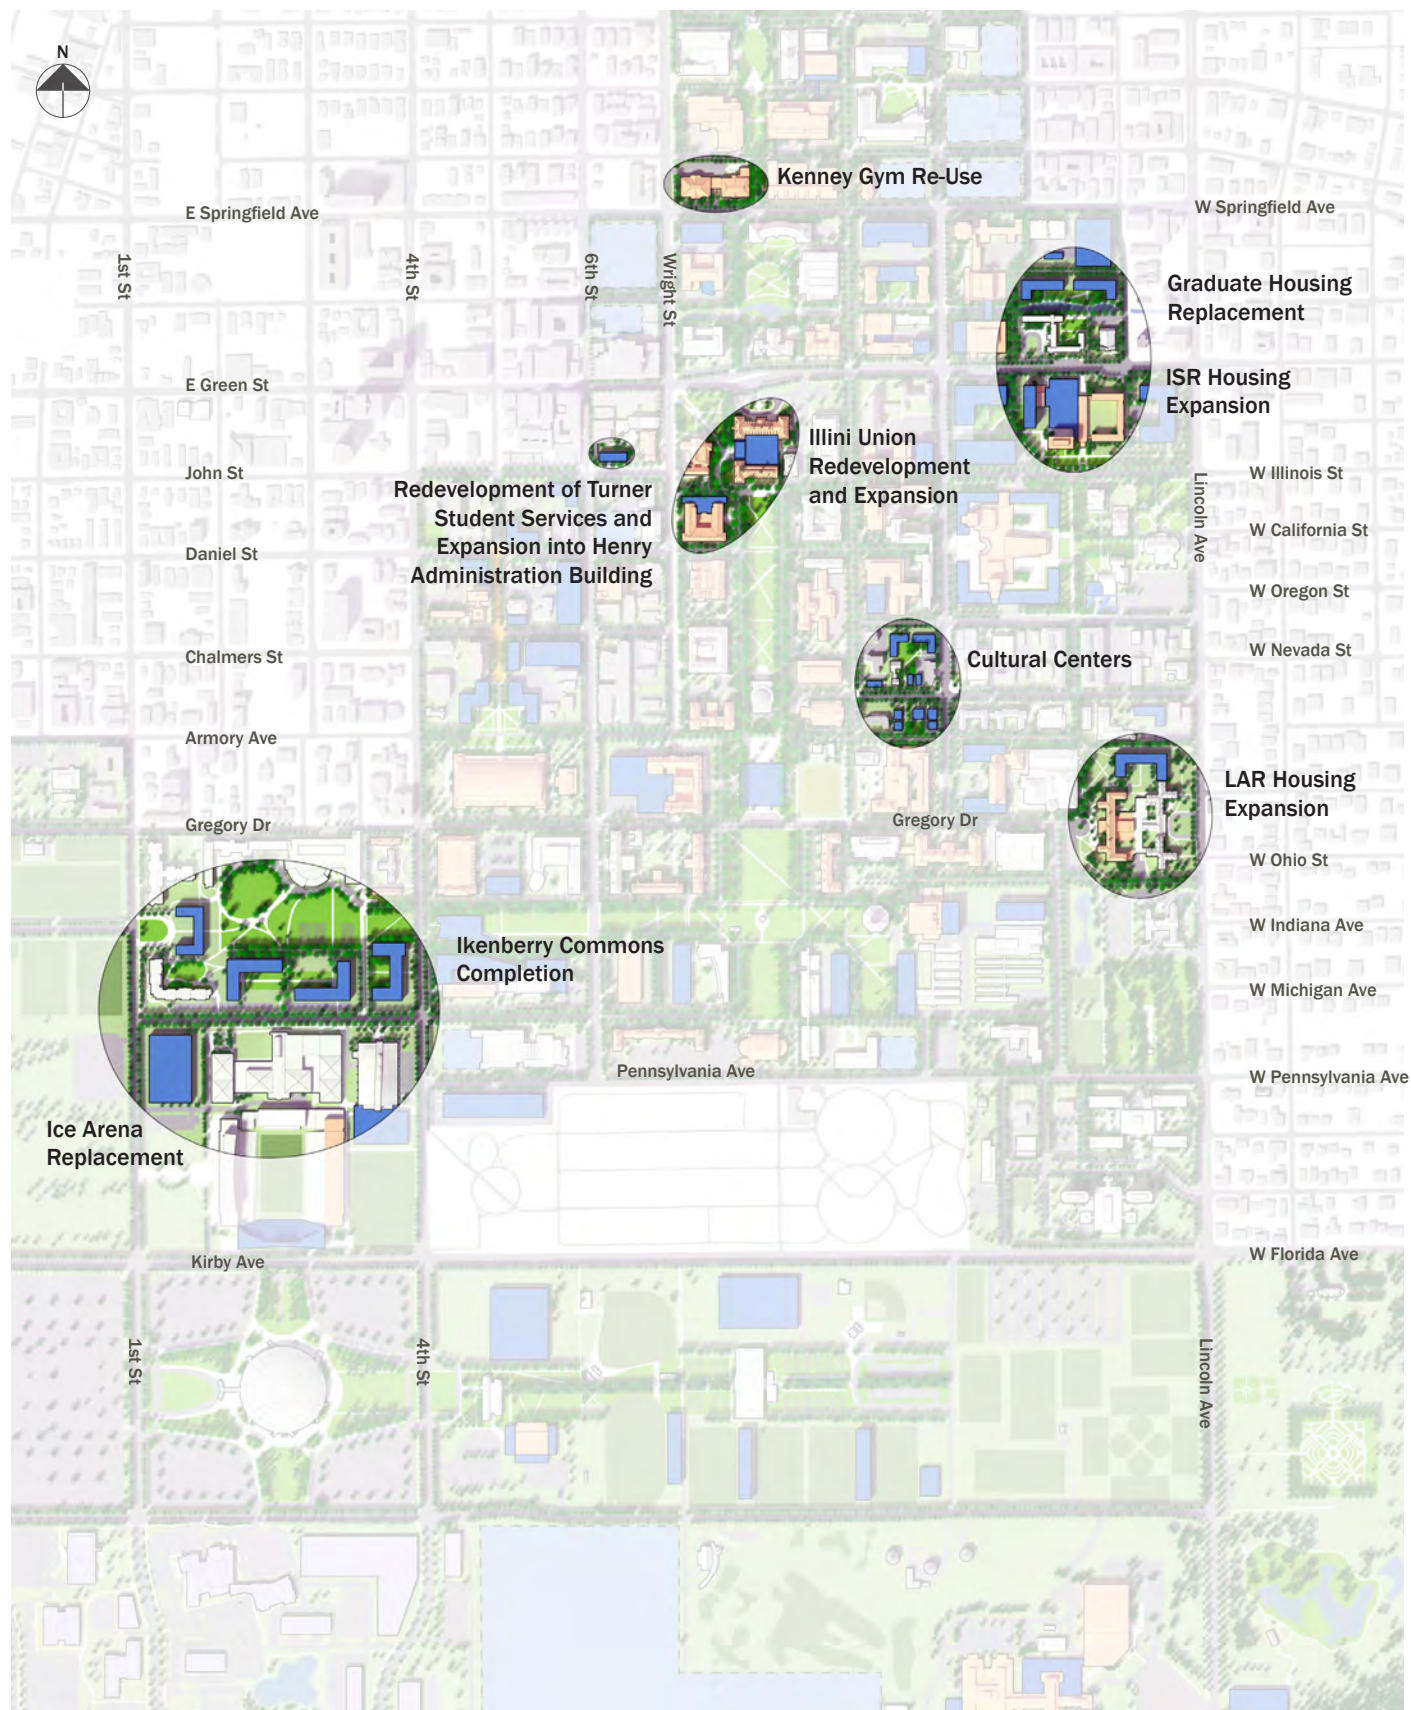 N
Kenney Gym Re-Use
E Springfield Ave
W Springfield Ave
1st St
4th St
6th St
Wright St
Graduate Housing
Replacement
E Green St
ISR Housing
Expansion
Illini Union
Redevelopment
and Expansion
John St
W Illinois St
Lincoln Ave
Redevelopment of Turner
Student Services and
Expansion into Henry
Administration Building
W California St
Daniel St
W Oregon St
Chalmers St
Cultural Centers
W Nevada St
Armory Ave
LAR Housing
Expansion
Gregory Dr
Gregory Dr
W Ohio St
W Indiana Ave
Ikenberry Commons
Completion
W Michigan Ave
Pennsylvania Ave
W Pennsylvania Ave
Ice Arena
Replacement
Kirby Ave
W Florida Ave
1st St
4th St
Lincoln Ave